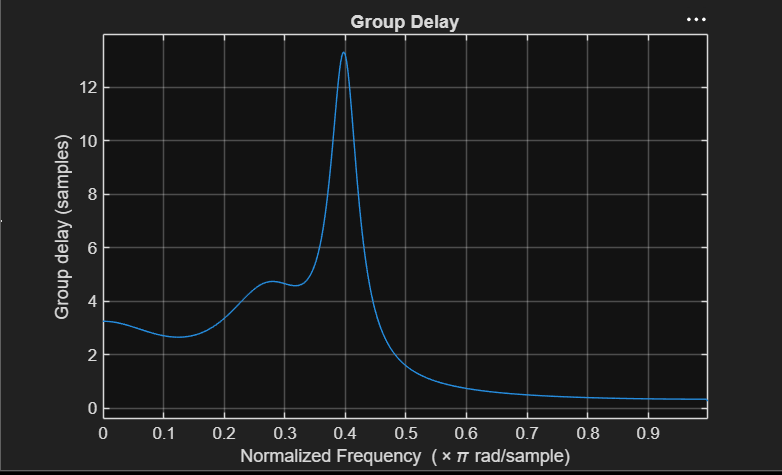 Group Delay
...
Group delay (samples)
12
10
8
6
4
2
0
0 0.1 0.2 0.3 0.4 0.5 0.6 0.7 0.8 0.9
Normalized Frequency ( × π rad/sample)